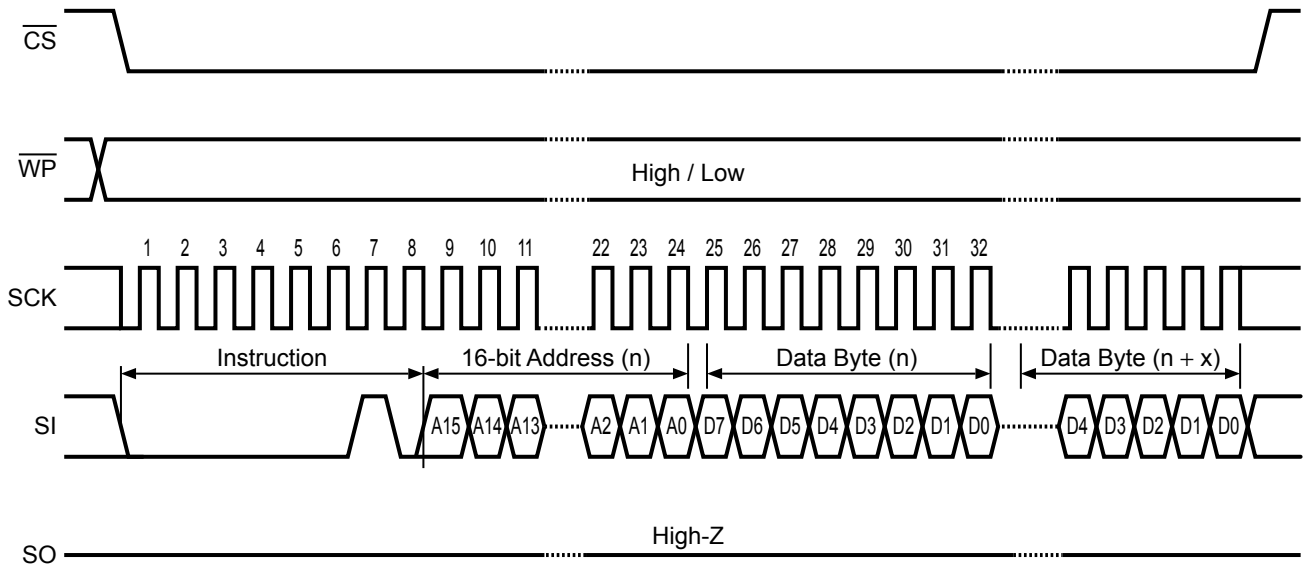 CS
WP
High / Low
1 2 3 4 5 6 7 8 9 10 11 22 23 24 25 26 27 28 29 30 31 32
SCK
Instruction 16-bit Address (n) Data Byte (n) Data Byte (n + x)
SI A15 A14 A13 A2 A1 A0 D7 D6 D5 D4 D3 D2 D1 D0 D4 D3 D2 D1 D0
High-Z
SO